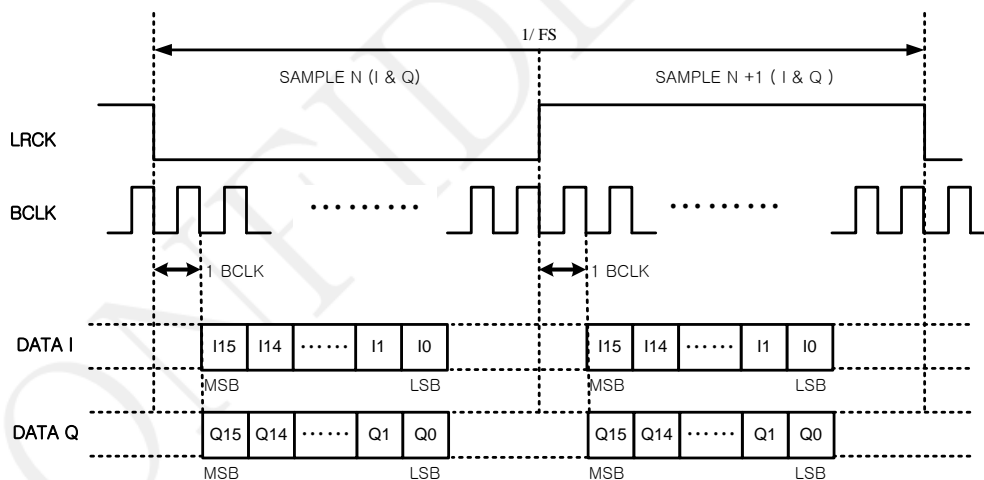 1/ FS
SAMPLE N (I & Q)
SAMPLE N +1 ( I & Q )
LRCK
BCLK
1 BCLK
1 BCLK
DATA I
I15 I14 ······ I1 I0
I15 I14 ······ I1 I0
MSB LSB
MSB LSB
DATA Q
Q15 Q14 ······ Q1 Q0
Q15 Q14 ······ Q1 Q0
MSB LSB
MSB LSB